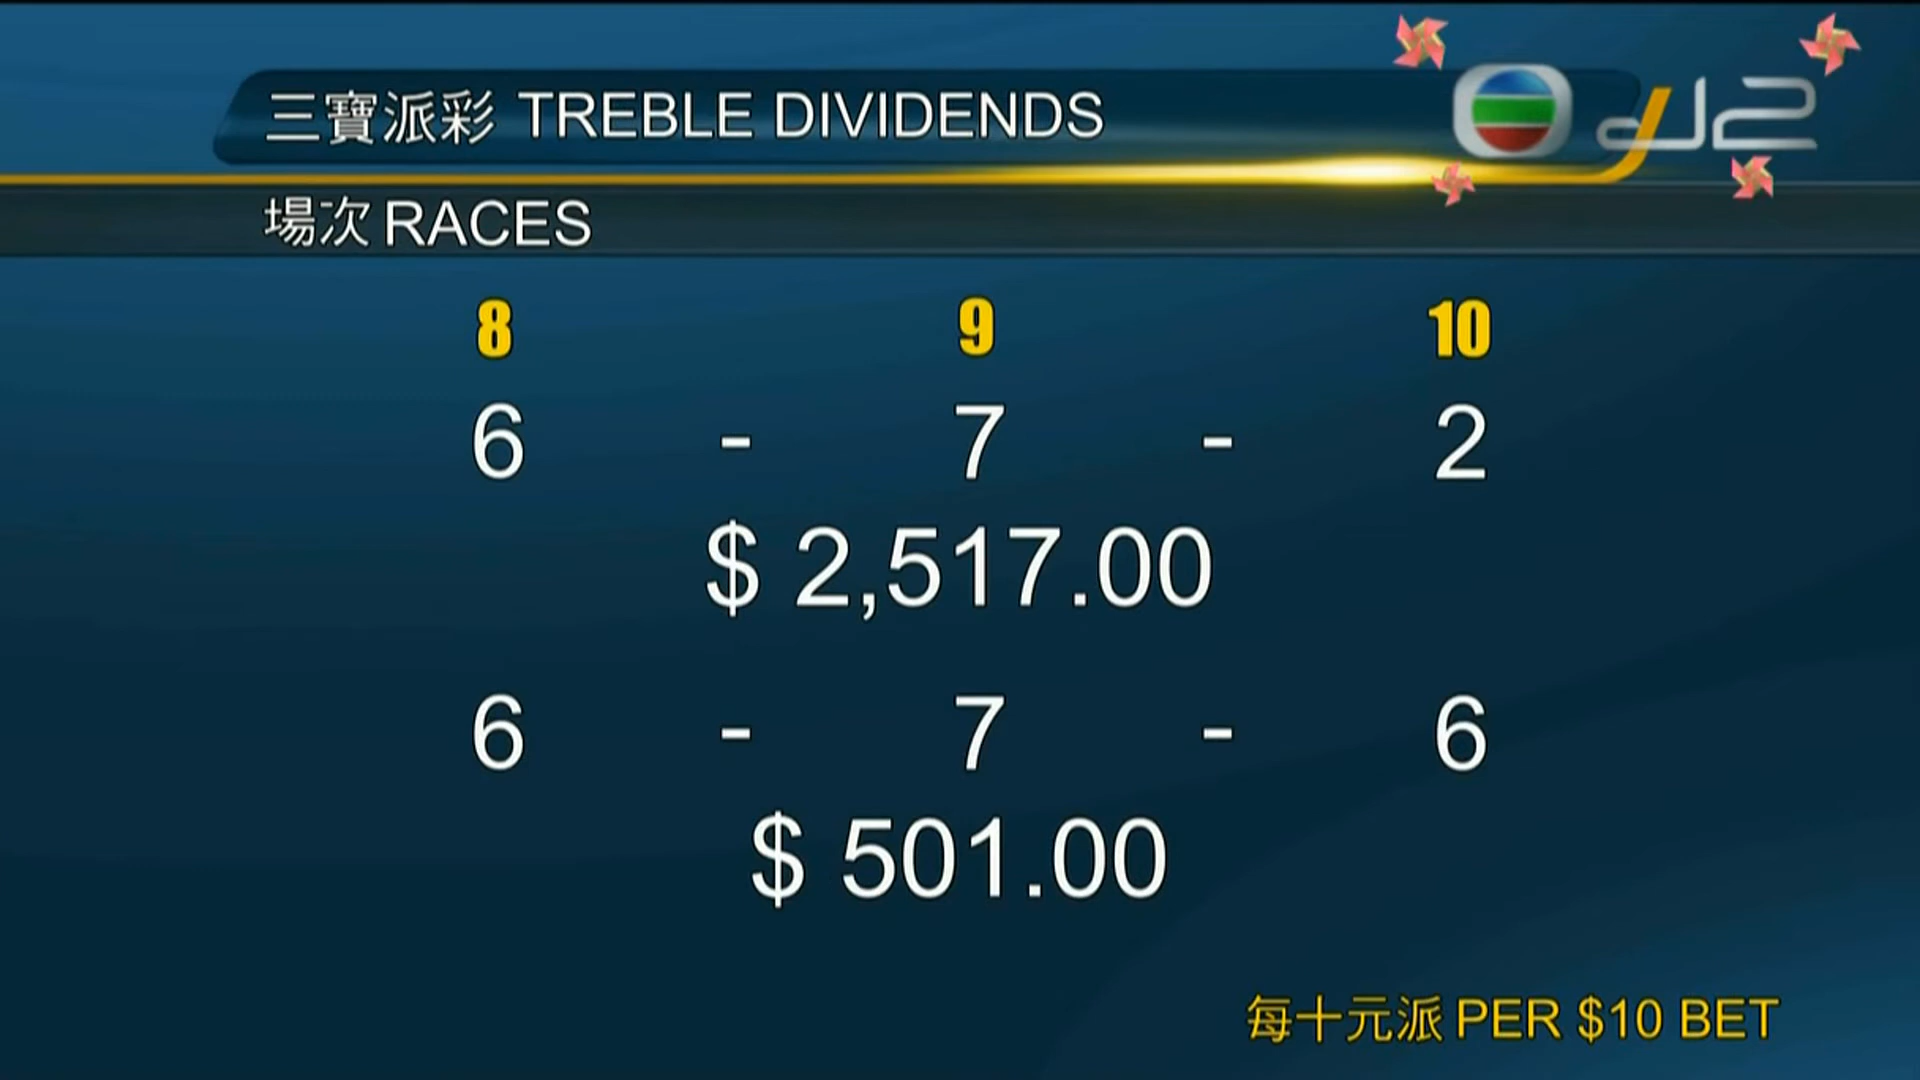 三寶派彩 TREBLE DIVIDENDS
J2
場次 RACES
8 9 10
6 - 7 - 2
$ 2,517.00
6 - 7 - 6
$ 501.00
每十元派 PER $10 BET